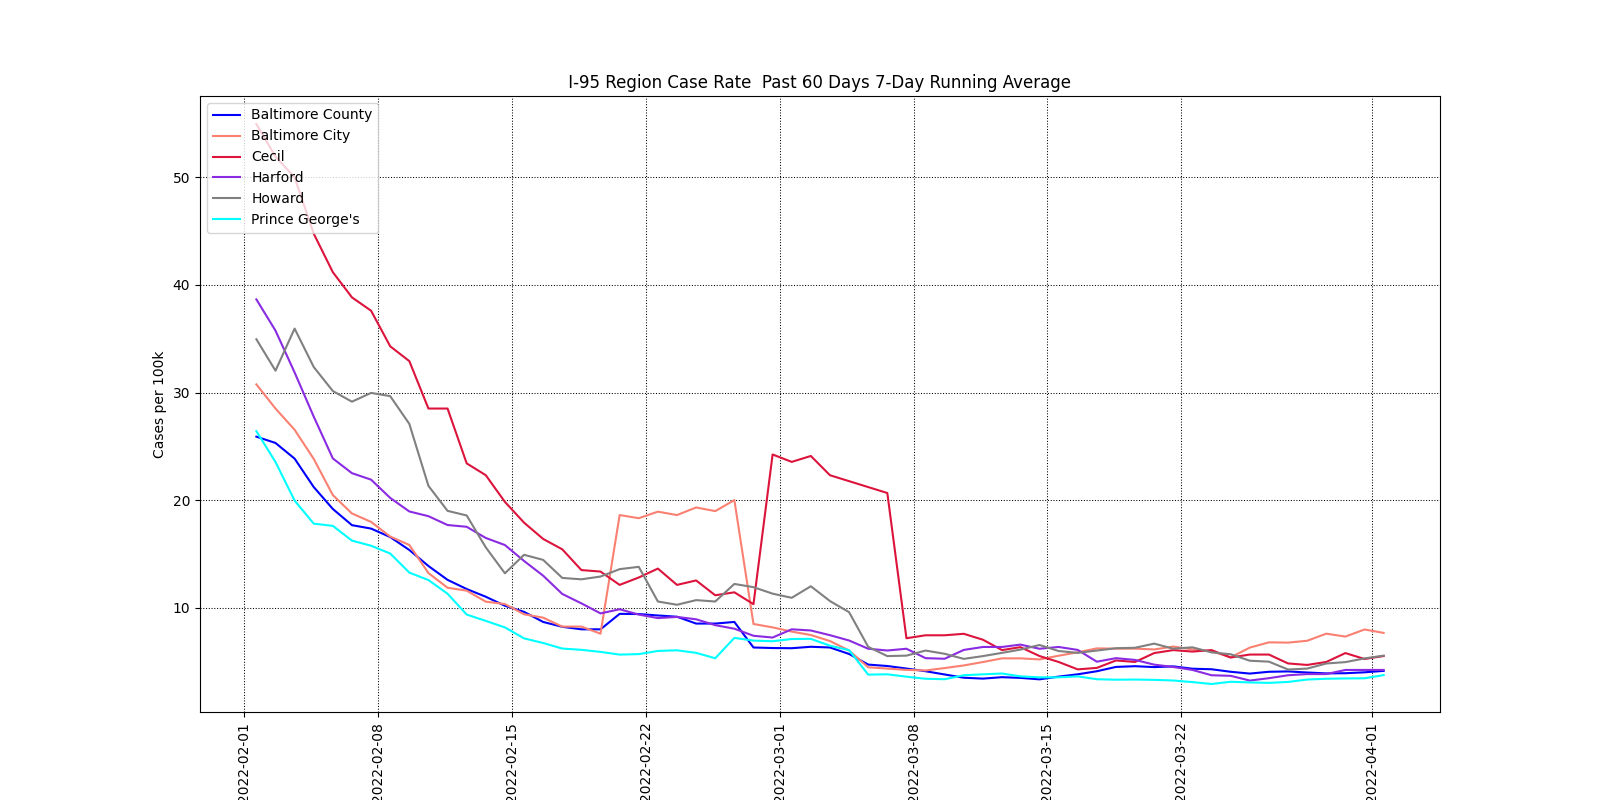 I-95 Region Case Rate  Past 60 Days 7-Day Running Average
Baltimore County
Baltimore City
Cecil
Harford
Howard
Prince George's
Cases per 100k
50
40
30
20
10
2022-02-01
2022-02-08
2022-02-15
2022-02-22
2022-03-01
2022-03-08
2022-03-15
2022-03-22
2022-04-01